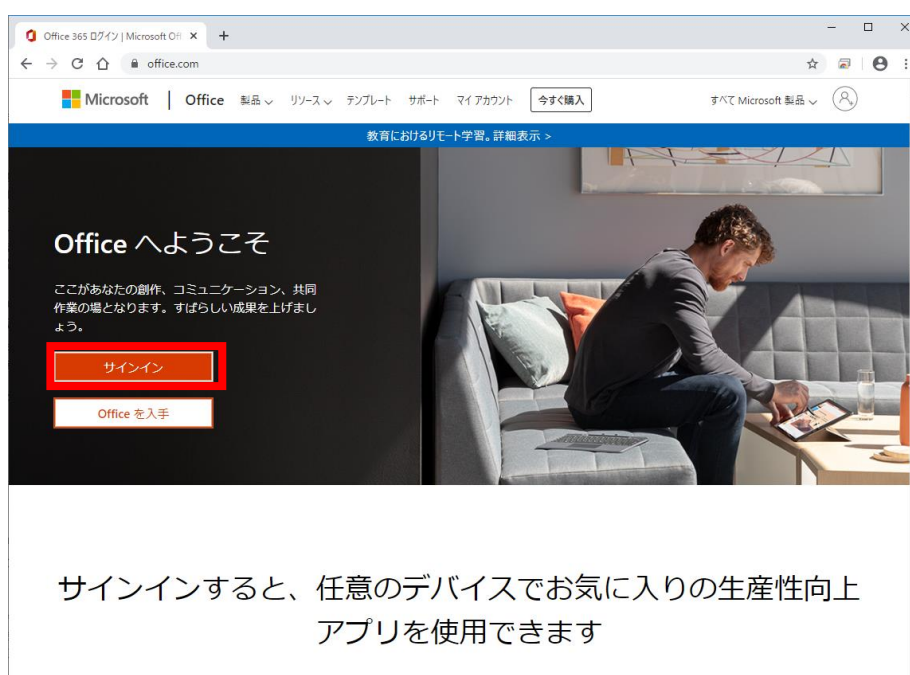 Office 365 ログイン | Microsoft Off
office.com
Microsoft | Office 製品 リソース テンプレート サポート マイ アカウント 今すぐ購入 すべて Microsoft 製品
教育におけるリモート学習。詳細表示 >
Office へようこそ
ここがあなたの創作、コミュニケーション、共同
作業の場となります。すばらしい成果を上げまし
ょう。
サインイン
Office を入手
サインインすると、任意のデバイスでお気に入りの生産性向上
アプリを使用できます